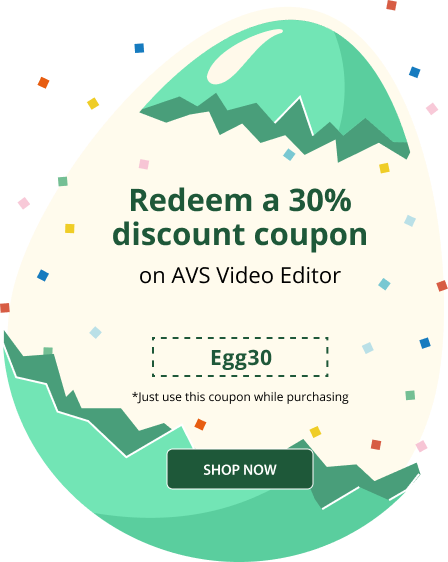 Redeem a 30%
discount coupon
on AVS Video Editor
Egg30
*Just use this coupon while purchasing
SHOP NOW